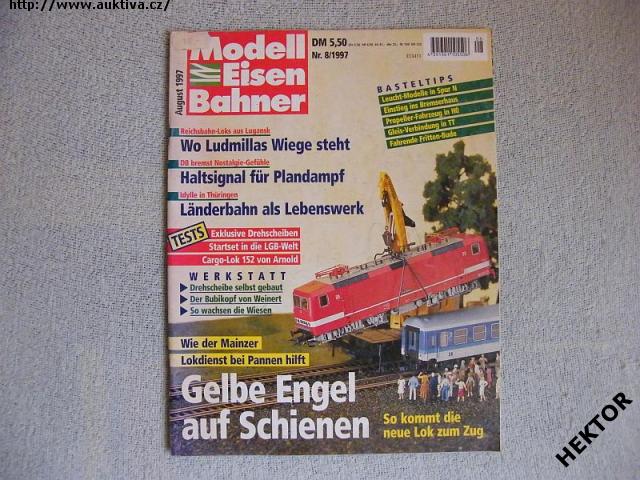 http://www.auktiva.cz/
Modell
Eisen
Bahner
August 1997
DM 5,50
Nr. 8/1997
08
BASTELTIPS
Leucht-Modelle in Spur N
Einstieg ins Bremserhaus
Propeller-Fahrzeug in H0
Gleis-Verbindung in TT
Fahrende Fritten-Bude
Reichsbahn-Loks aus Lugansk
Wo Ludmillas Wiege steht
DB bremst Nostalgie-Gefühle
Haltsignal für Plandampf
Idylle in Thüringen
Länderbahn als Lebenswerk
TESTS
Exklusive Drehscheiben
Startset in die LGB-Welt
Cargo-Lok 152 von Arnold
WERKSTATT
Drehscheibe selbst gebaut
Der Bubikopf von Weinert
So wachsen die Wiesen
Wie der Mainzer
Lokdienst bei Pannen hilft
Gelbe Engel
auf Schienen
So kommt die
neue Lok zum Zug
HEKTOR